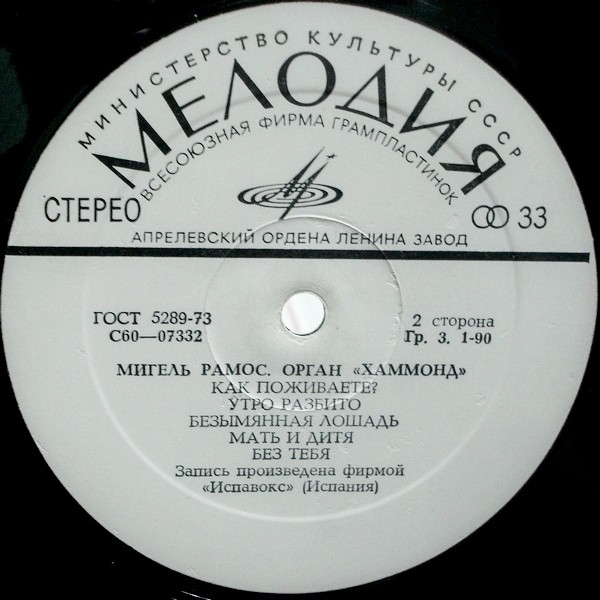 МИНИСТЕРСТВО КУЛЬТУРЫ СССР
МЕЛОДИЯ
ВСЕСОЮЗНАЯ ФИРМА ГРАМПЛАСТИНОК
СТЕРЕО
33
АПРЕЛЕВСКИЙ ОРДЕНА ЛЕНИНА ЗАВОД
ГОСТ 5289-73
С60—07332
2 сторона
Гр. 3. 1-90
МИГЕЛЬ РАМОС. ОРГАН «ХАММОНД»
КАК ПОЖИВАЕТЕ?
УТРО РАЗБИТО
БЕЗЫМЯННАЯ ЛОШАДЬ
МАТЬ И ДИТЯ
БЕЗ ТЕБЯ
Запись произведена фирмой
«Испавокс» (Испания)